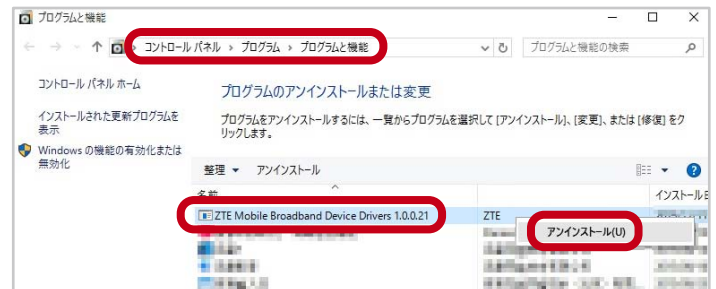 プログラムと機能
コントロール パネル › プログラム › プログラムと機能
プログラムと機能の検索
コントロール パネル ホーム
インストールされた更新プログラムを
表示
Windows の機能の有効化または
無効化
プログラムのアンインストールまたは変更
プログラムをアンインストールするには、一覧からプログラムを選択して [アンインストール]、[変更]、または [修復] をク
リックします。
整理 ▼ アンインストール
名前
インストール
ZTE Mobile Broadband Device Drivers 1.0.0.21
ZTE
アンインストール(U)